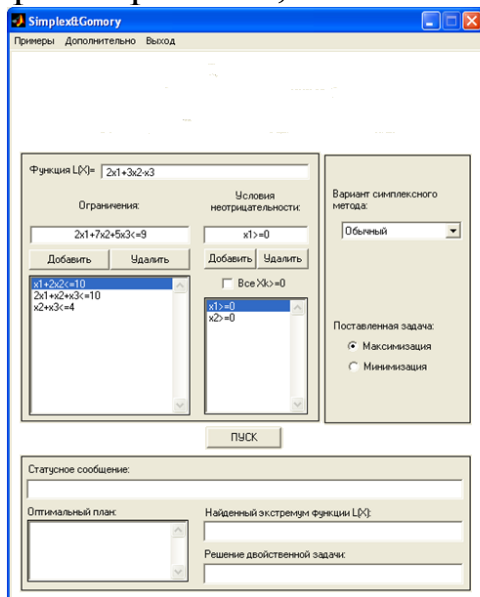 Simplex&Gomory
Примеры Дополнительно Выход
Функция L(X)= 2x1+3x2-x3
Ограничения:
Условия неотрицательности:
2x1+7x2+5x3<=9
x1>=0
Добавить Удалить
Добавить Удалить
Все Xk>=0
x1+2x2<=10
2x1+x2+x3<=10
x2+x3<=4
x1>=0
x2>=0
Вариант симплексного
метода:
Обычный
Поставленная задача:
Максимизация
Минимизация
ПУСК
Статусное сообщение:
Оптимальный план:
Найденный экстремум функции L(X):
Решение двойственной задачи: